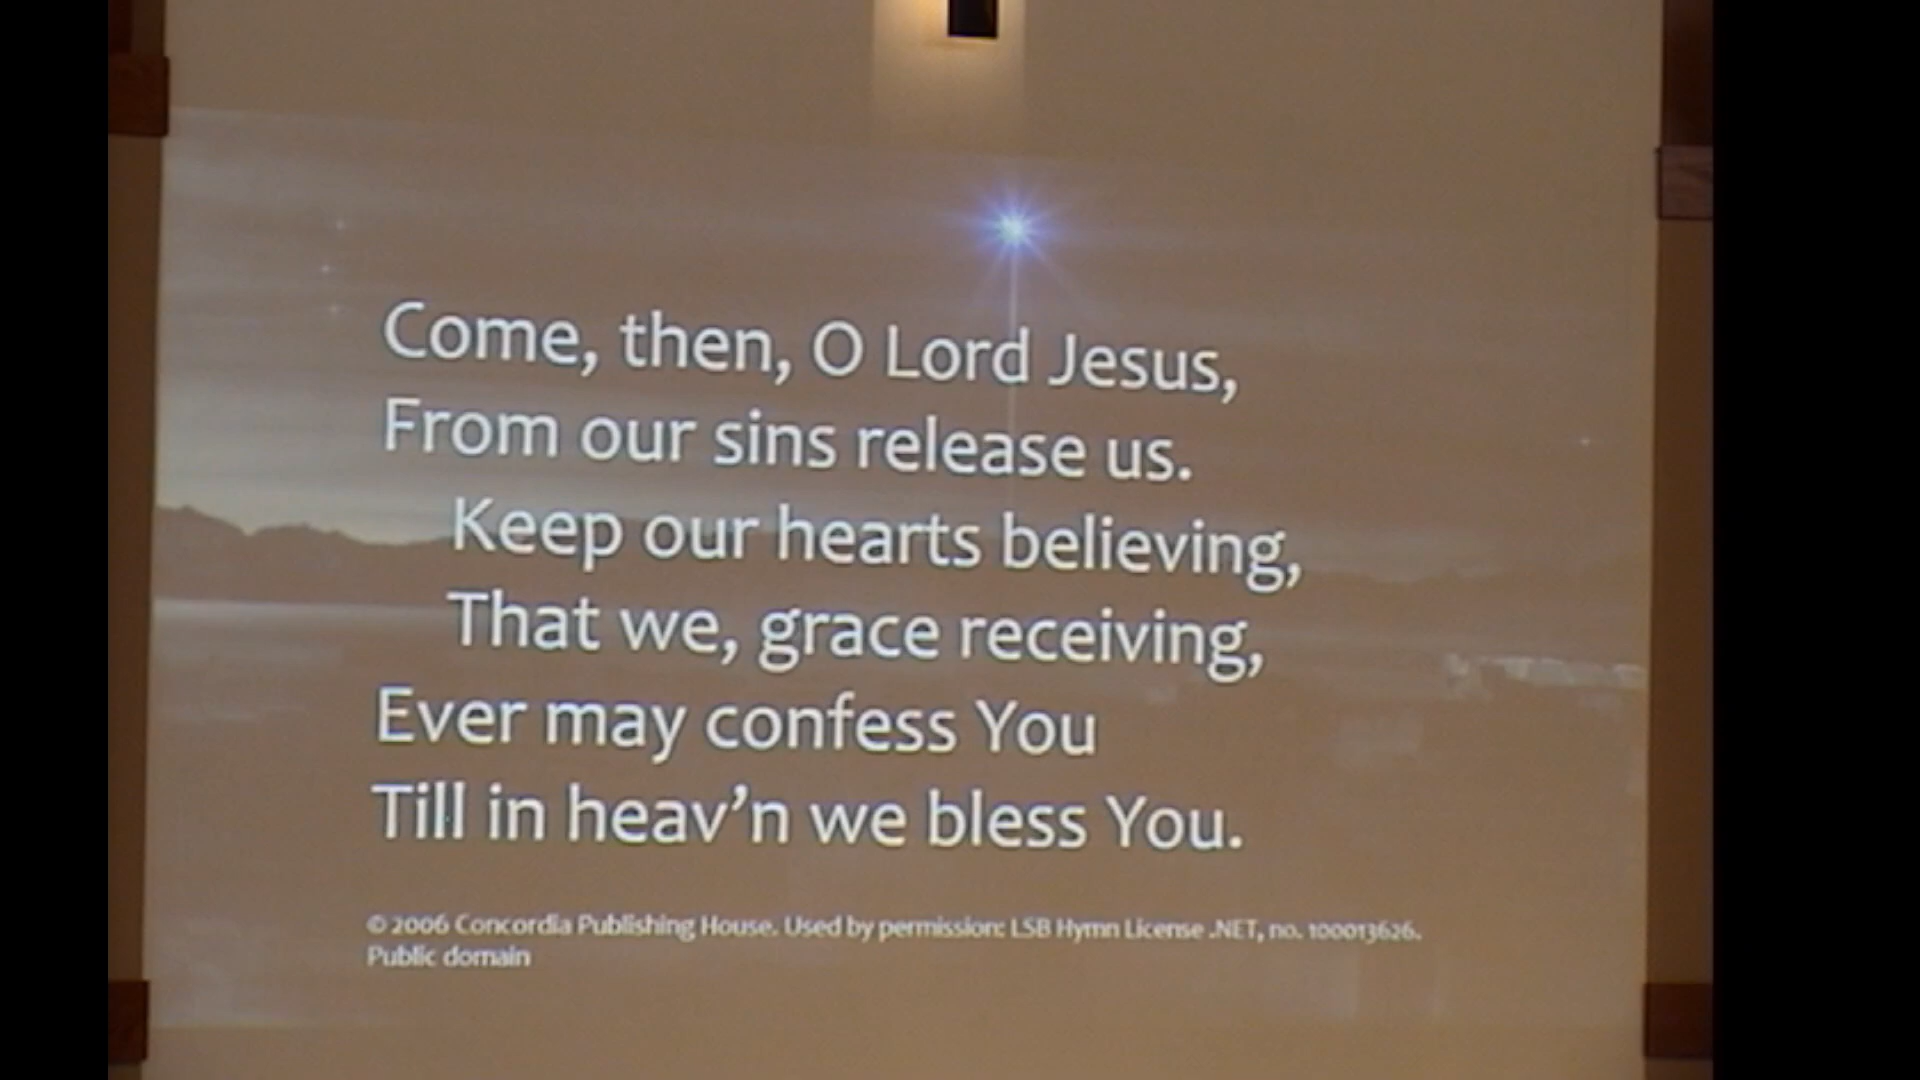 Come, then, O Lord Jesus,
From our sins release us.
Keep our hearts believing,
That we, grace receiving,
Ever may confess You
Till in heav’n we bless You.
© 2006 Concordia Publishing House. Used by permission: LSB Hymn License .NET, no. 100013626.
Public domain